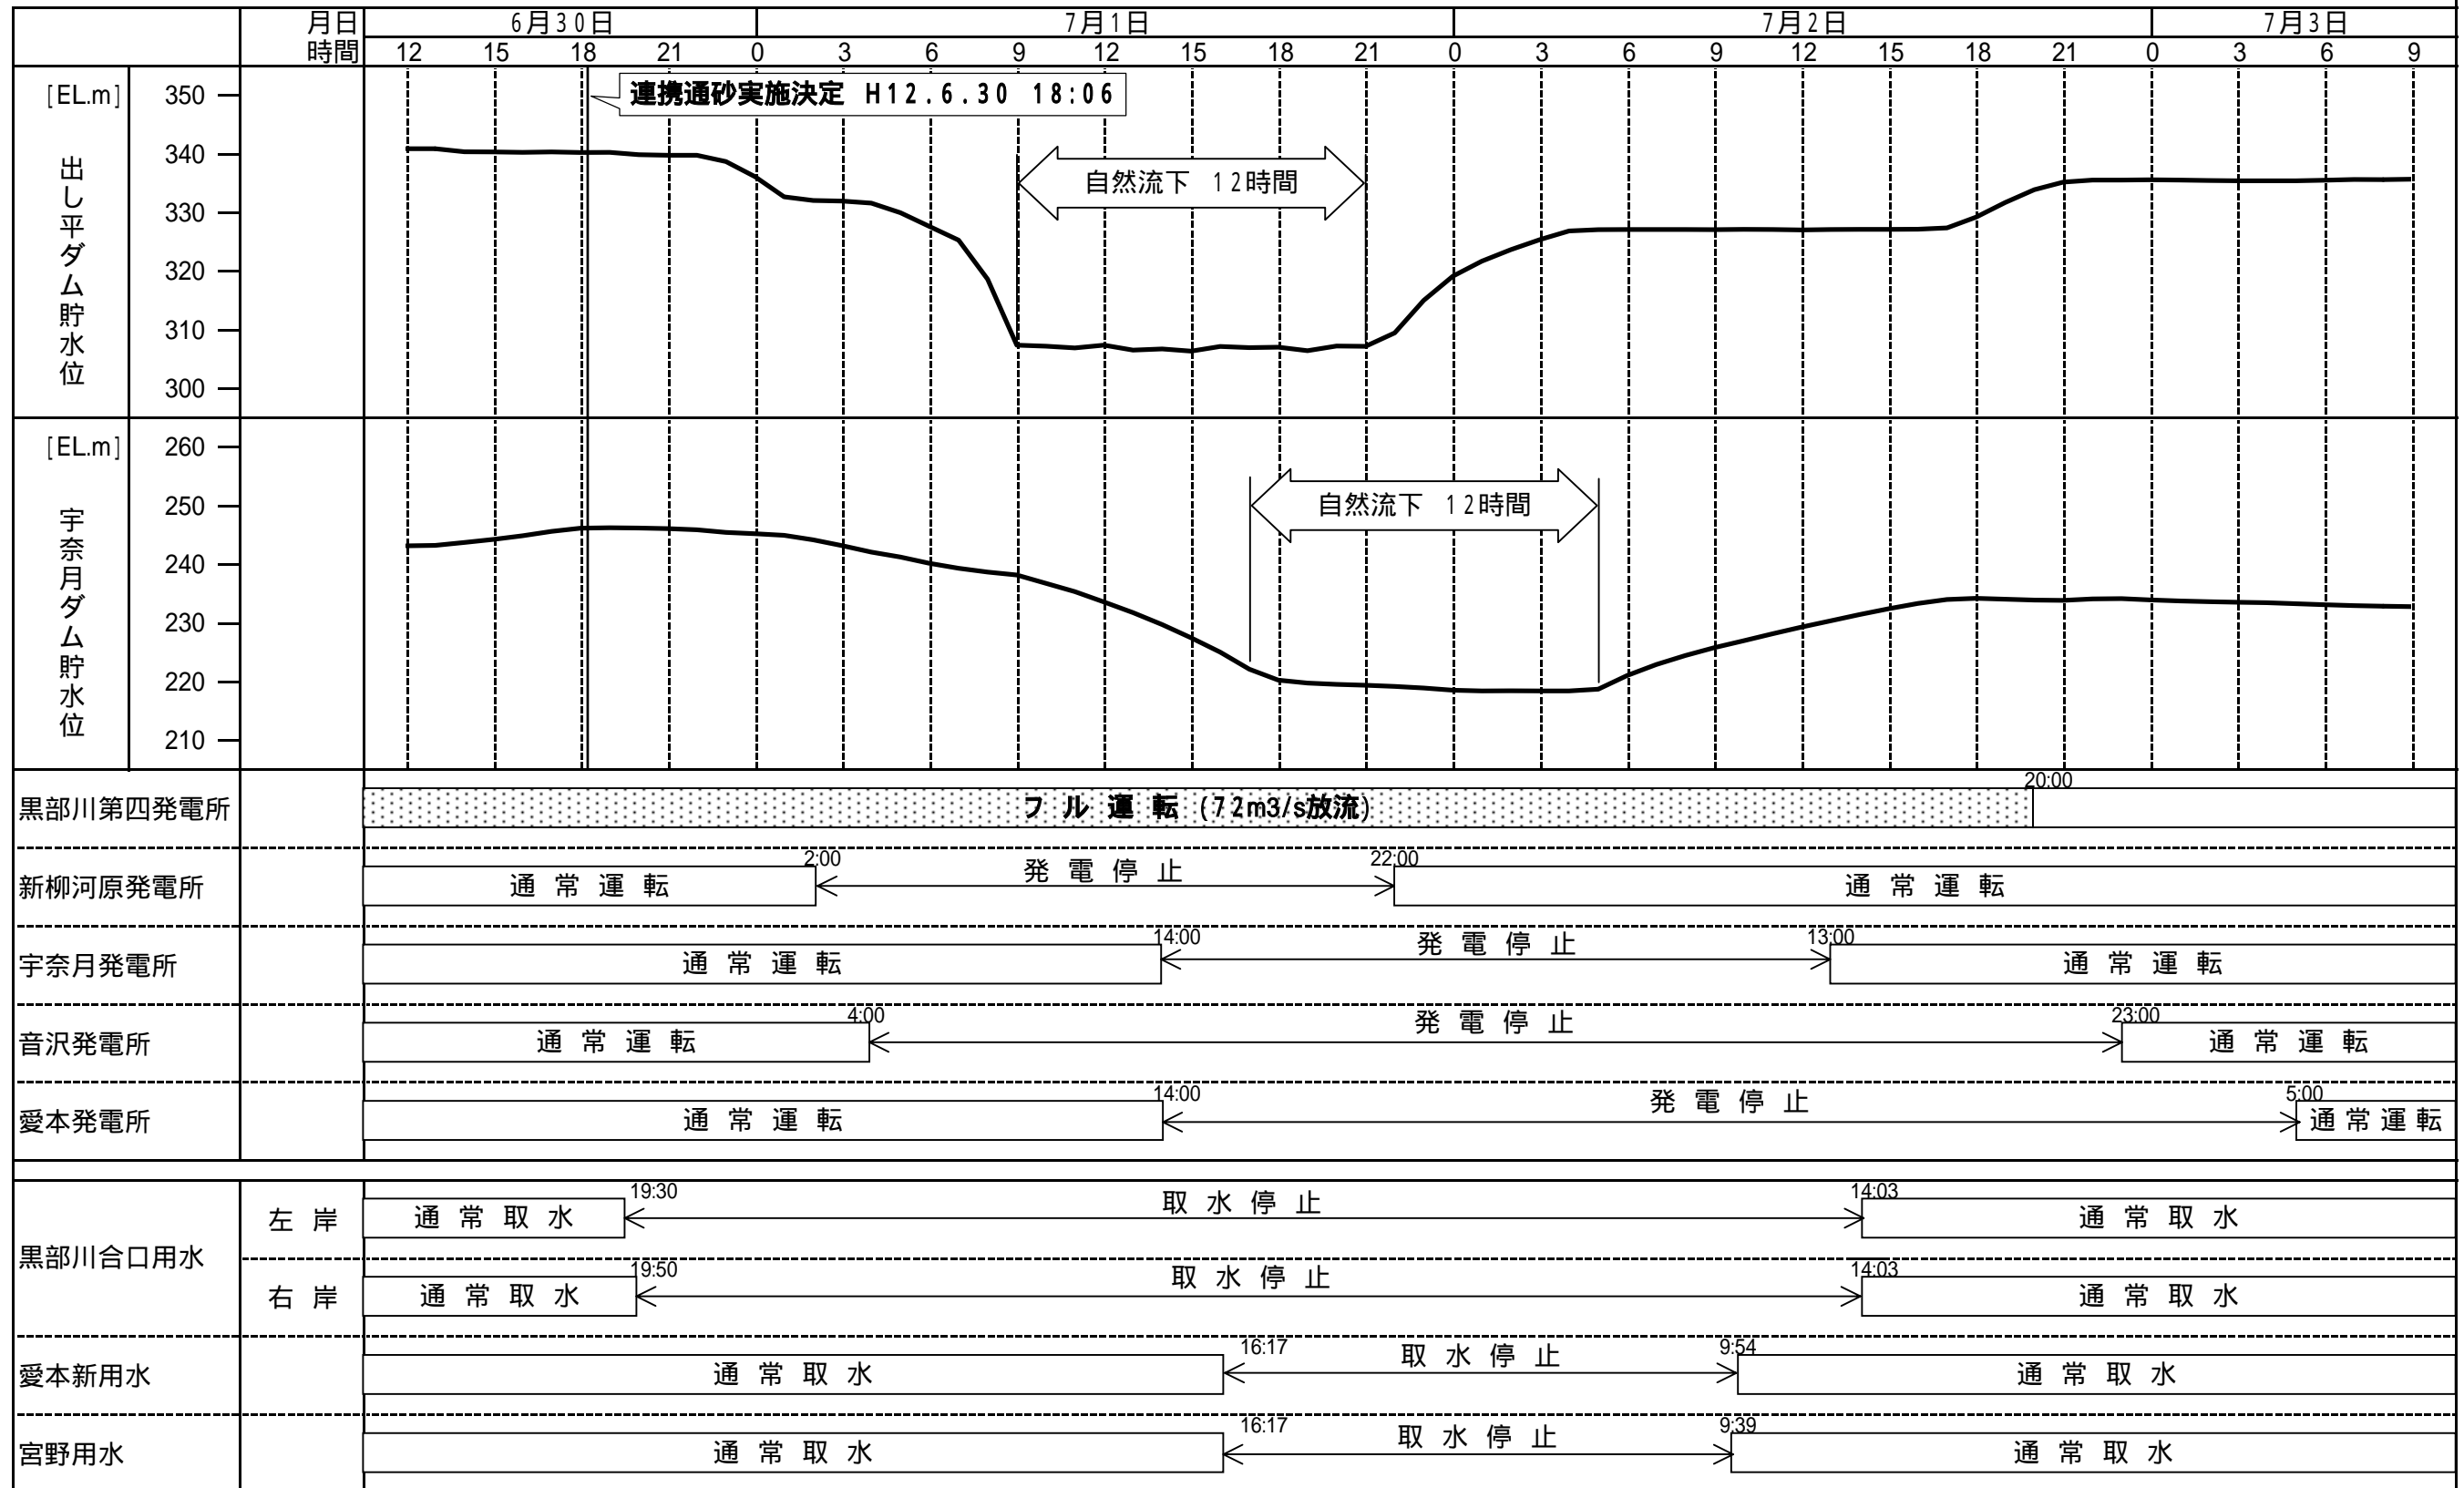 月日 6月30日 7月1日 7月2日 7月3日
時間 12 15 18 21 0 3 6 9 12 15 18 21 0 3 6 9 12 15 18 21 0 3 6 9
連携通砂実施決定 H12.6.30 18:06
[EL.m]
出し平ダム貯水位
350
340
330
320
310
300
自然流下 12時間
[EL.m]
宇奈月ダム貯水位
260
250
240
230
220
210
自然流下 12時間
黒部川第四発電所 フル運転(72m3/s放流) 20:00
新柳河原発電所 通常運転 2:00 発電停止 22:00 通常運転
宇奈月発電所 通常運転 14:00 発電停止 13:00 通常運転
音沢発電所 通常運転 4:00 発電停止 23:00 通常運転
愛本発電所 通常運転 14:00 発電停止 5:00 通常運転
黒部川合口用水
左岸 通常取水 19:30 取水停止 14:03 通常取水
右岸 通常取水 19:50 取水停止 14:03 通常取水
愛本新用水 通常取水 16:17 取水停止 9:54 通常取水
宮野用水 通常取水 16:17 取水停止 9:39 通常取水